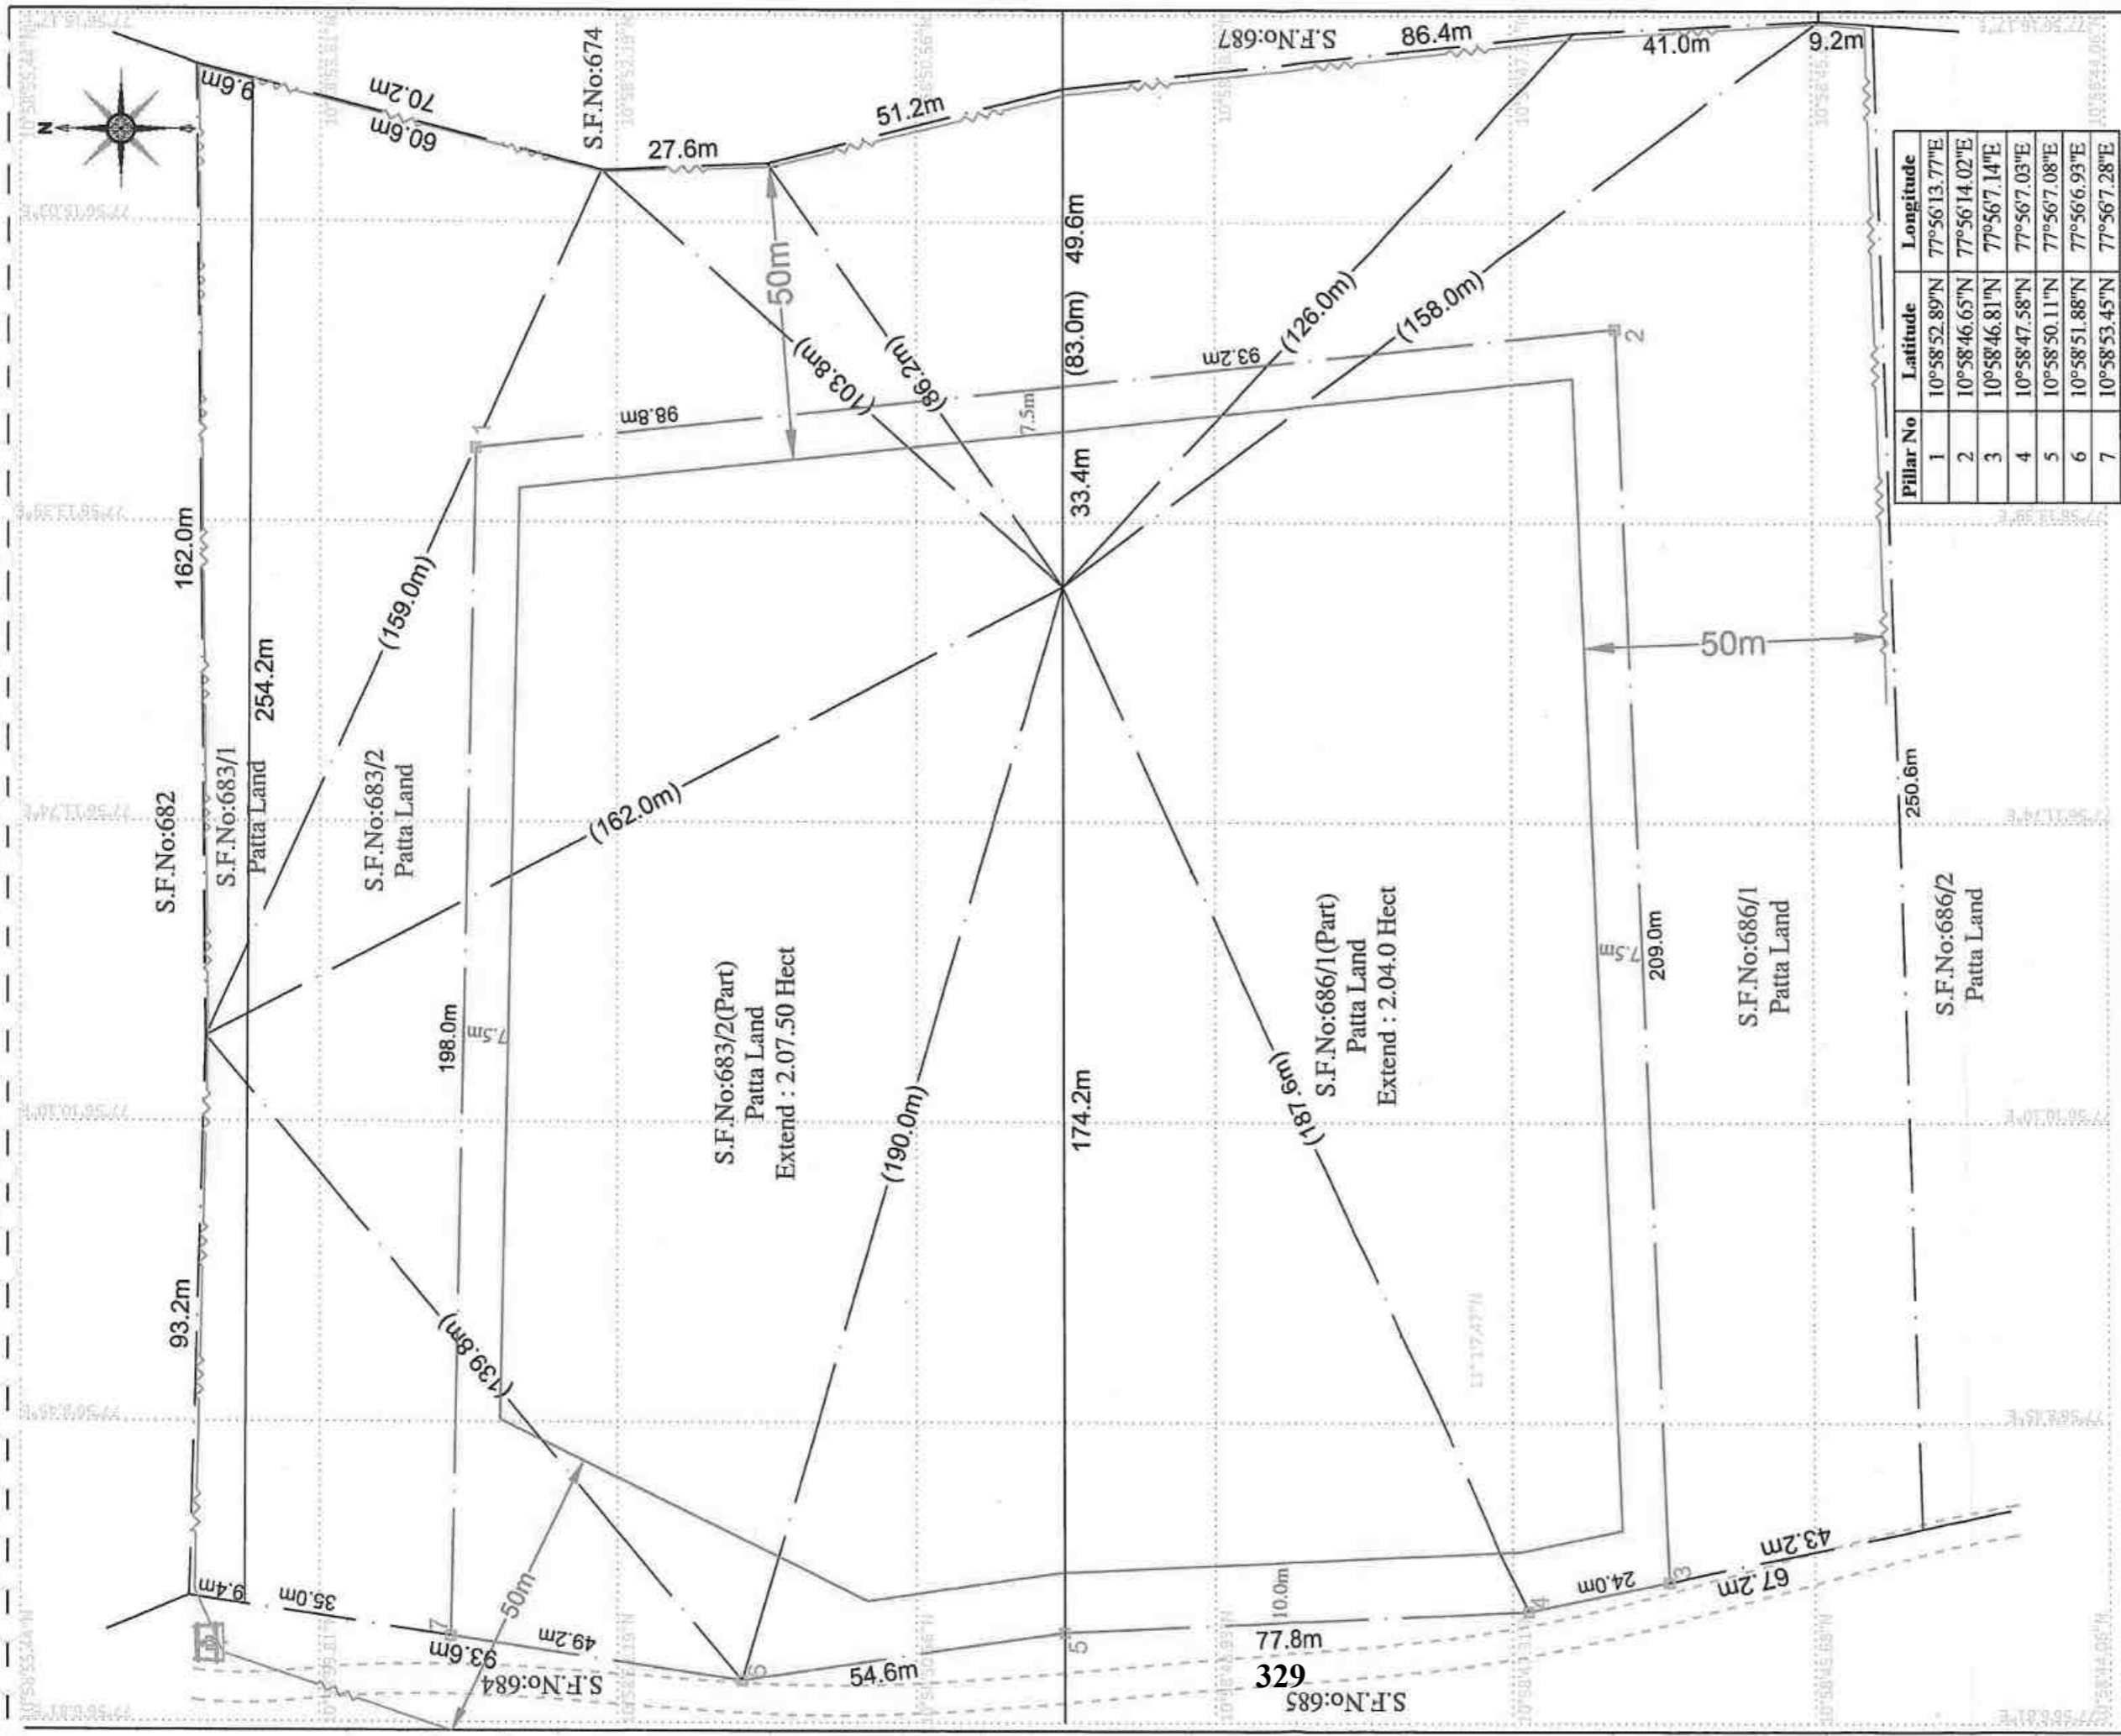 N
S.F.No:682
93.2m
162.0m
S.F.No:683/1
Patta Land
254.2m
9.6m
70.2m
60.6m
S.F.No:674
27.6m
51.2m
S.F.No:687
86.4m
41.0m
9.2m
9.4m
35.0m
93.6m
49.2m
S.F.No:684
54.6m
77.8m
S.F.No:685
10.0m
24.0m
67.2m
43.2m
S.F.No:683/2
Patta Land
(159.0m)
(162.0m)
(139.8m)
(190.0m)
(187.6m)
(103.8m)
(86.2m)
(126.0m)
(158.0m)
198.0m
7.5m
98.8m
93.2m
7.5m
50m
50m
50m
S.F.No:683/2(Part)
Patta Land
Extend : 2.07.50 Hect
174.2m
33.4m
(83.0m)
49.6m
S.F.No:686/1(Part)
Patta Land
Extend : 2.04.0 Hect
7.5m
209.0m
S.F.No:686/1
Patta Land
250.6m
S.F.No:686/2
Patta Land
1
2
3
4
5
6
7
11°17.47"N
Pillar No Latitude Longitude
1 10°58'52.89"N 77°56'13.77"E
2 10°58'46.65"N 77°56'14.02"E
3 10°58'46.81"N 77°56'7.14"E
4 10°58'47.58"N 77°56'7.03"E
5 10°58'50.11"N 77°56'7.08"E
6 10°58'51.88"N 77°56'6.93"E
7 10°58'53.45"N 77°56'7.28"E
329